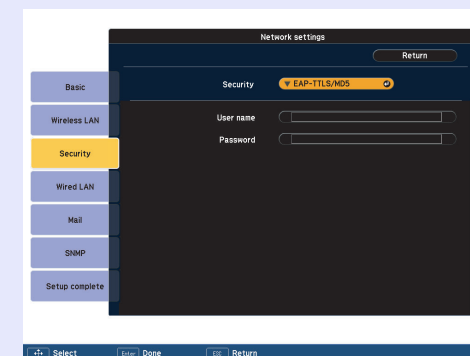 Network settings
Return
Basic
Security
EAP-TTLS/MD5
Wireless LAN
User name
Password
Security
Wired LAN
Mail
SNMP
Setup complete
Select
Enter
Done
ESC
Return